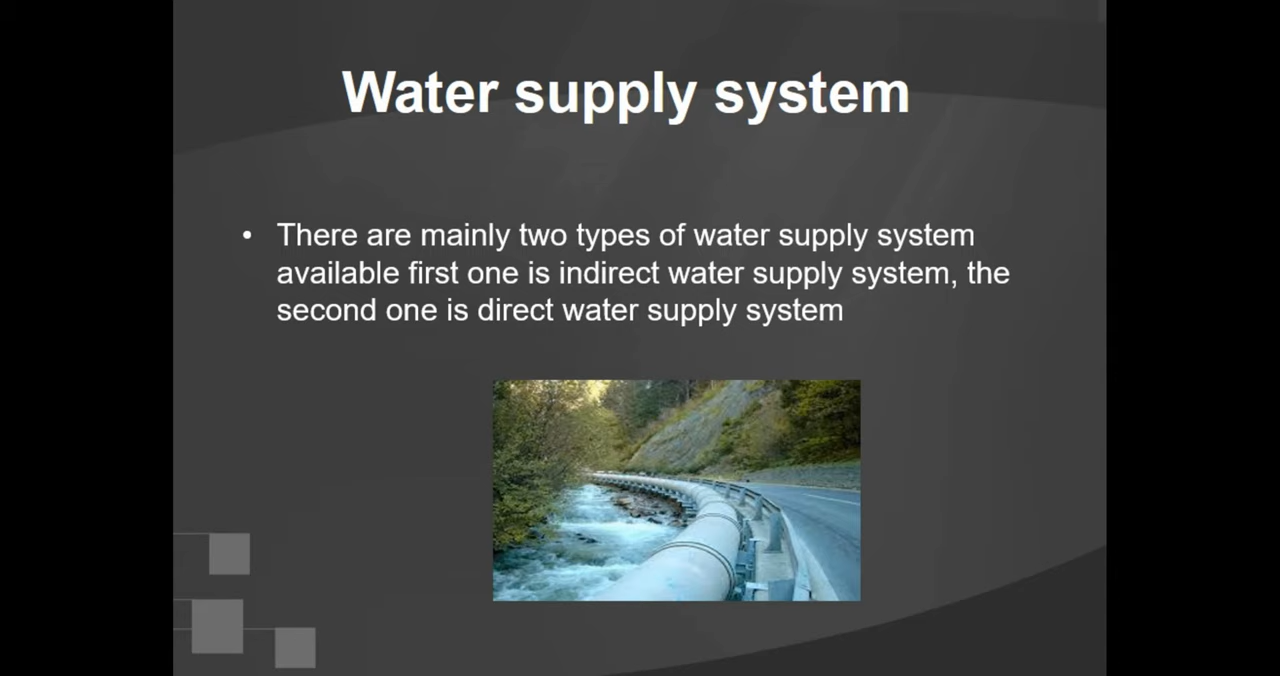 Water supply system
• There are mainly two types of water supply system
available first one is indirect water supply system, the
second one is direct water supply system